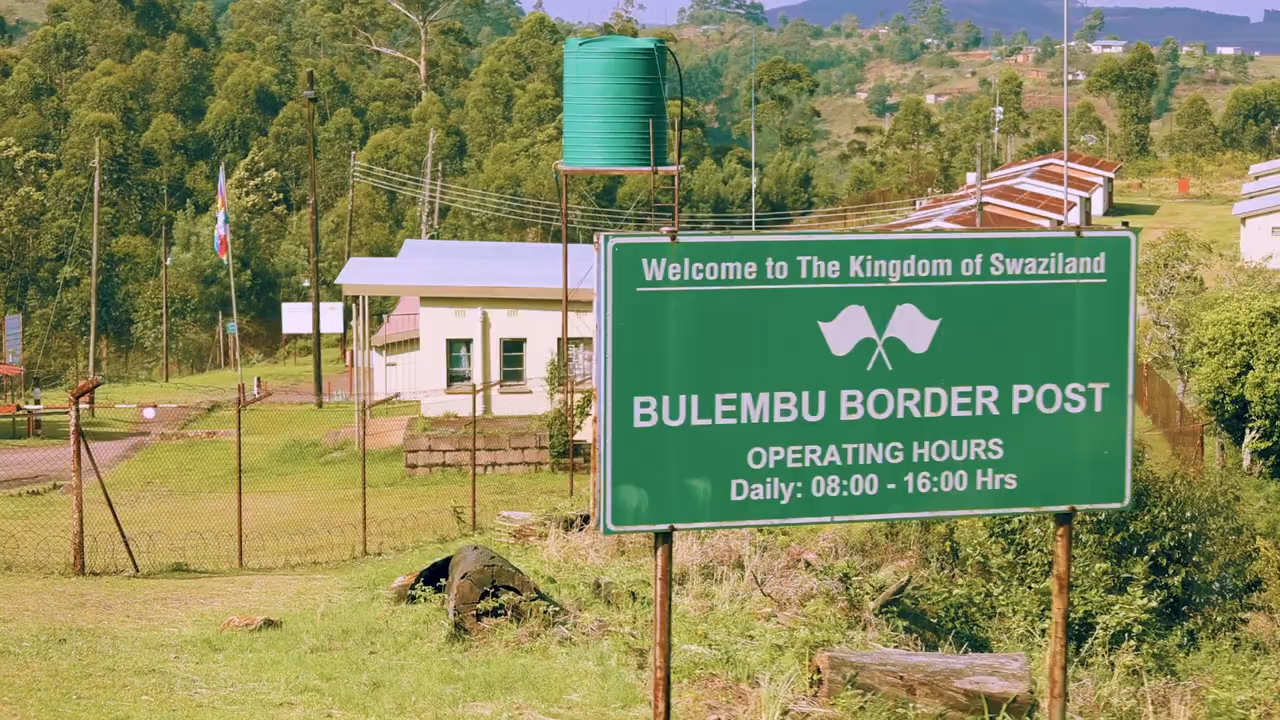 Welcome to The Kingdom of Swaziland
BULEMBU BORDER POST
OPERATING HOURS
Daily: 08:00 - 16:00 Hrs